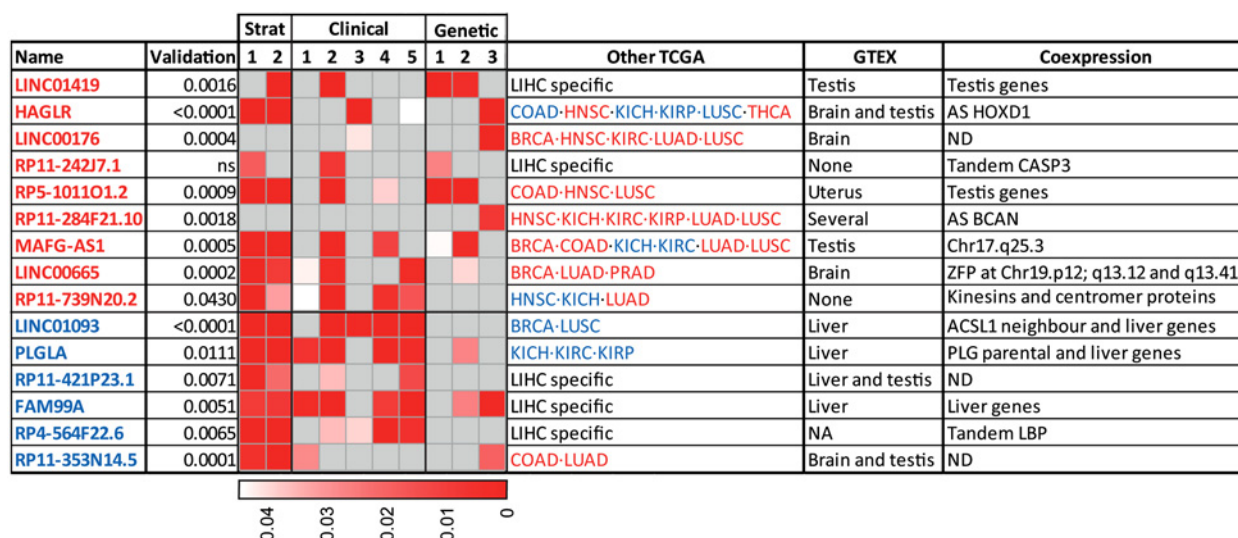 Strat Clinical Genetic
Name Validation 1 2 1 2 3 4 5 1 2 3 Other TCGA GTEX Coexpression
LINC01419 0.0016 LIHC specific Testis Testis genes
HAGLR <0.0001 COAD·HNSC·KICH·KIRP·LUSC·THCA Brain and testis AS HOXD1
LINC00176 0.0004 BRCA·HNSC·KIRC·LUAD·LUSC Brain ND
RP11-242J7.1 ns LIHC specific None Tandem CASP3
RP5-1011O1.2 0.0009 COAD·HNSC·LUSC Uterus Testis genes
RP11-284F21.10 0.0018 HNSC·KICH·KIRC·KIRP·LUAD·LUSC Several AS BCAN
MAFG-AS1 0.0005 BRCA·COAD·KICH·KIRC·LUAD·LUSC Testis Chr17.q25.3
LINC00665 0.0002 BRCA·LUAD·PRAD Brain ZFP at Chr19.p12; q13.12 and q13.41
RP11-739N20.2 0.0430 HNSC·KICH·LUAD None Kinesins and centromer proteins
LINC01093 <0.0001 BRCA·LUSC Liver ACSL1 neighbour and liver genes
PLGLA 0.0111 KICH·KIRC·KIRP Liver PLG parental and liver genes
RP11-421P23.1 0.0071 LIHC specific Liver and testis ND
FAM99A 0.0051 LIHC specific Liver Liver genes
RP4-564F22.6 0.0065 LIHC specific NA Tandem LBP
RP11-353N14.5 0.0001 COAD·LUAD Brain and testis ND
0.04 0.03 0.02 0.01 0